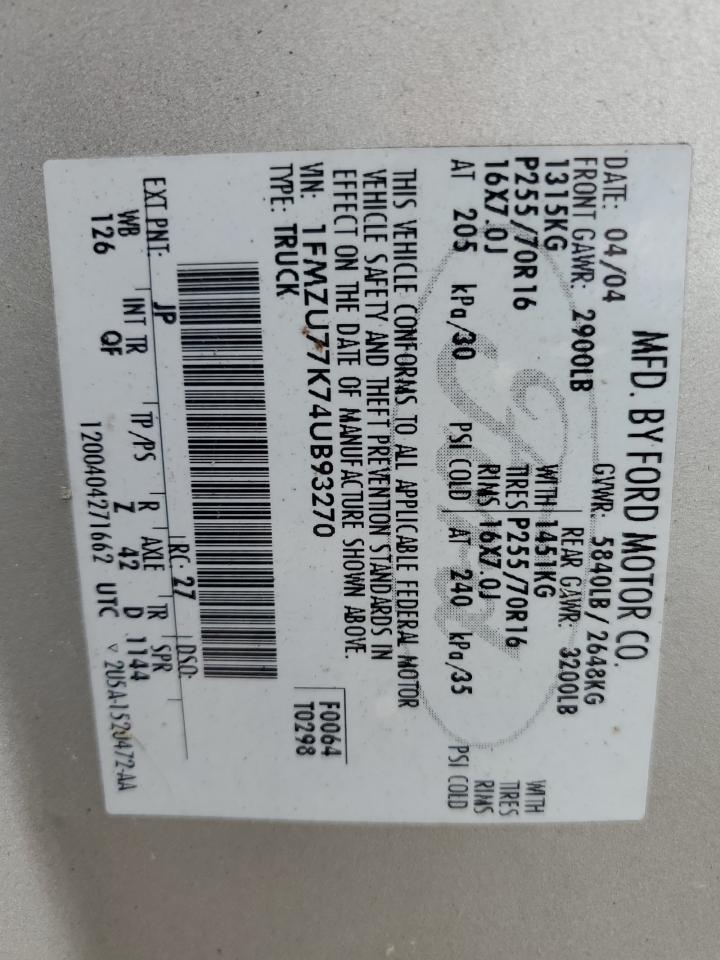 MFD. BY FORD MOTOR CO.
DATE: 04/04 GVWR: 5840LB / 2648KG
FRONT GAWR: 2900LB REAR GAWR: 3200LB
1315KG WITH 1451KG WITH
P255/70R16 TIRES P255/70R16 TIRES
16X7.0J RIMS 16X7.0J RIMS
AT 205 kPa/30 PSI COLD AT 240 kPa/35 PSI COLD
THIS VEHICLE CONFORMS TO ALL APPLICABLE FEDERAL MOTOR
VEHICLE SAFETY AND THEFT PREVENTION STANDARDS IN
EFFECT ON THE DATE OF MANUFACTURE SHOWN ABOVE.
VIN: 1FMZU77K74UB93270 F0064
TYPE: TRUCK T0298
EXT PNT: JP RC: 27 DSO:
WB INT TR TP/PS R AXLE TR SPR
126 QF Z 42 D 1144
1200404271662 UTC v 2USA-1520472-AA